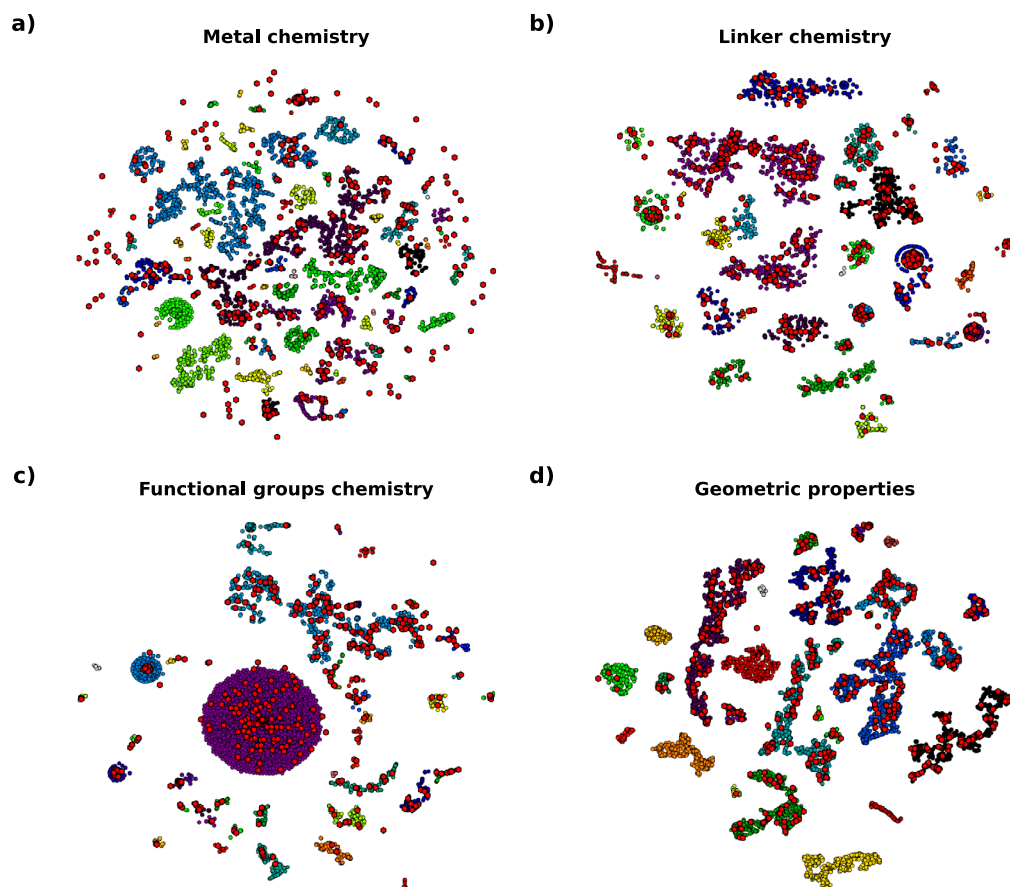 a)
Metal chemistry
b)
Linker chemistry
c)
Functional groups chemistry
d)
Geometric properties